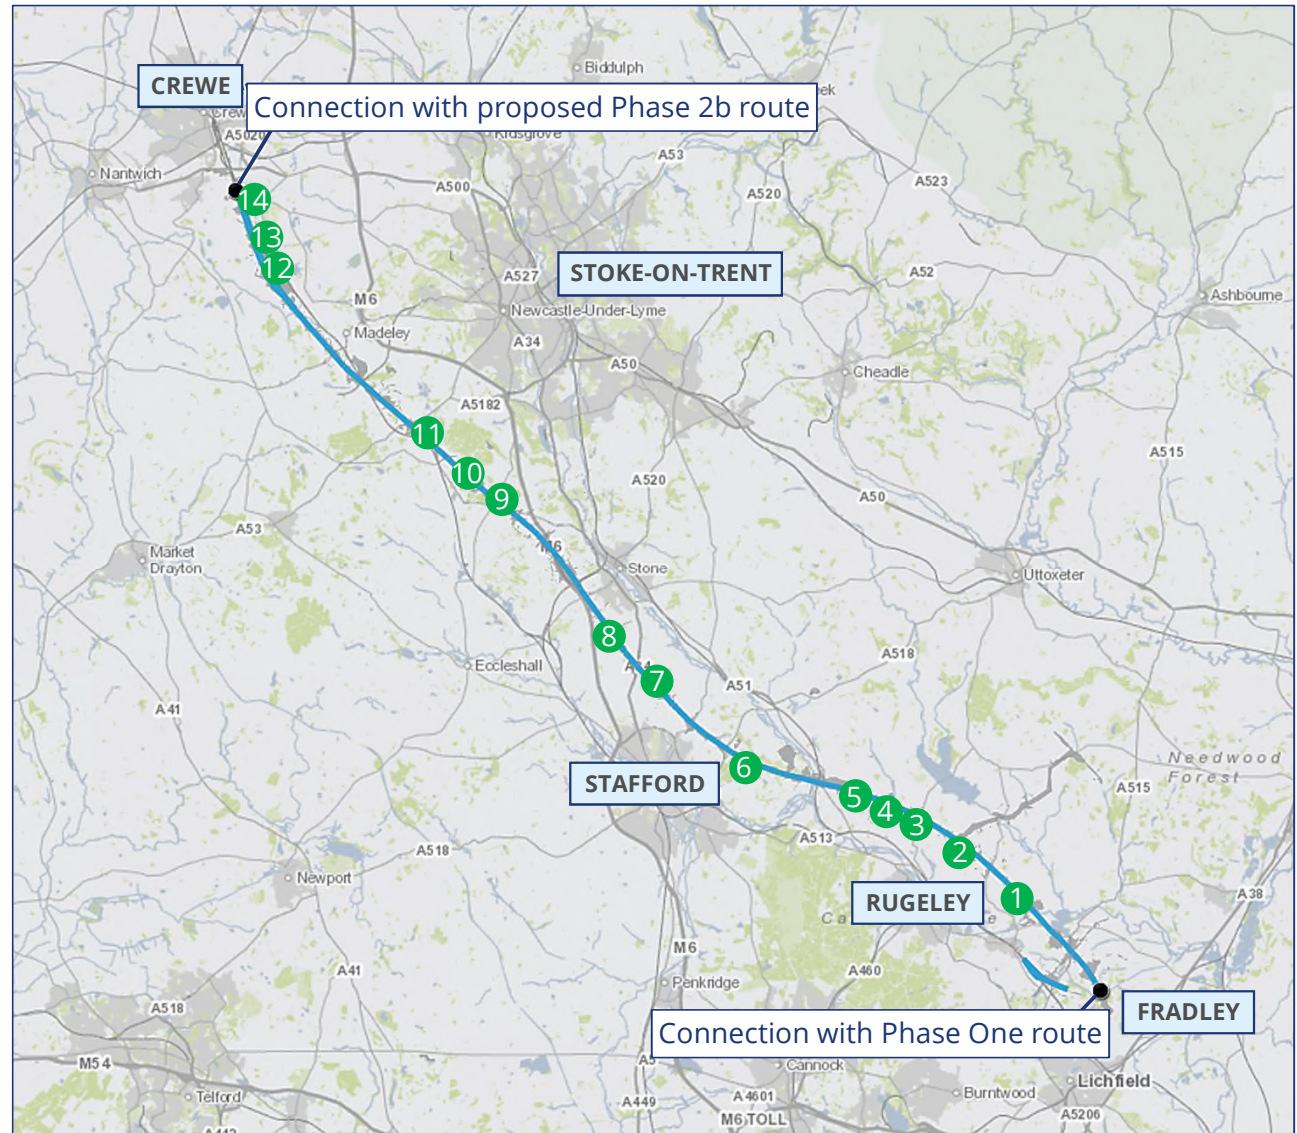 Biddulph
CREWE
Connection with proposed Phase 2b route
A5020
Kidsgrove
A53
Nantwich
A500
A523
A520
14
13
12
A527
STOKE-ON-TRENT
A52
M6
Newcastle-Under-Lyme
Ashbourne
Madeley
A34
A50
Cheadle
A5182
11
10
9
A520
A515
A50
A53
Market
Drayton
M6
Stone
Uttoxeter
8
A34
7
Eccleshall
A518
A51
A41
6
STAFFORD
5
4
3
2
1
Needwood
Forest
A515
A513
A518
Newport
RUGELEY
A38
M6
A41
Penkridge
A460
A518
FRADLEY
Connection with Phase One route
M54
A5
Cannock
Lichfield
Telford
A449
A4601
Burntwood
M6 TOLL
A5206